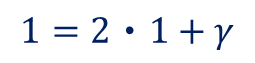 1 = 2 · 1 + γ